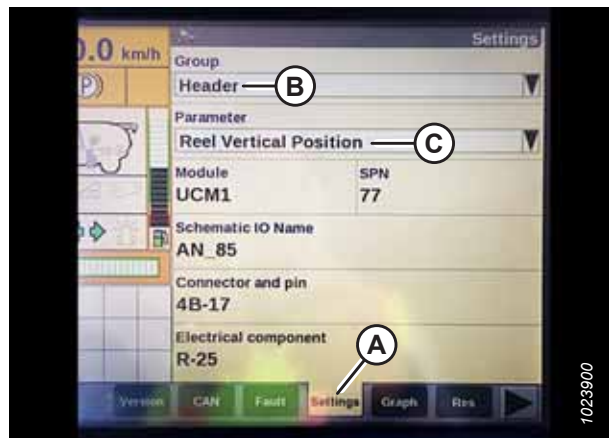 0.0 km/h
Settings
(P)
Group
Header
B
Parameter
Reel Vertical Position
C
Module
SPN
UCM1
77
Schematic IO Name
AN_85
Connector and pin
4B-17
Electrical component
R-25
A
Version
CAN
Fault
Settings
Graph
Res
1023900